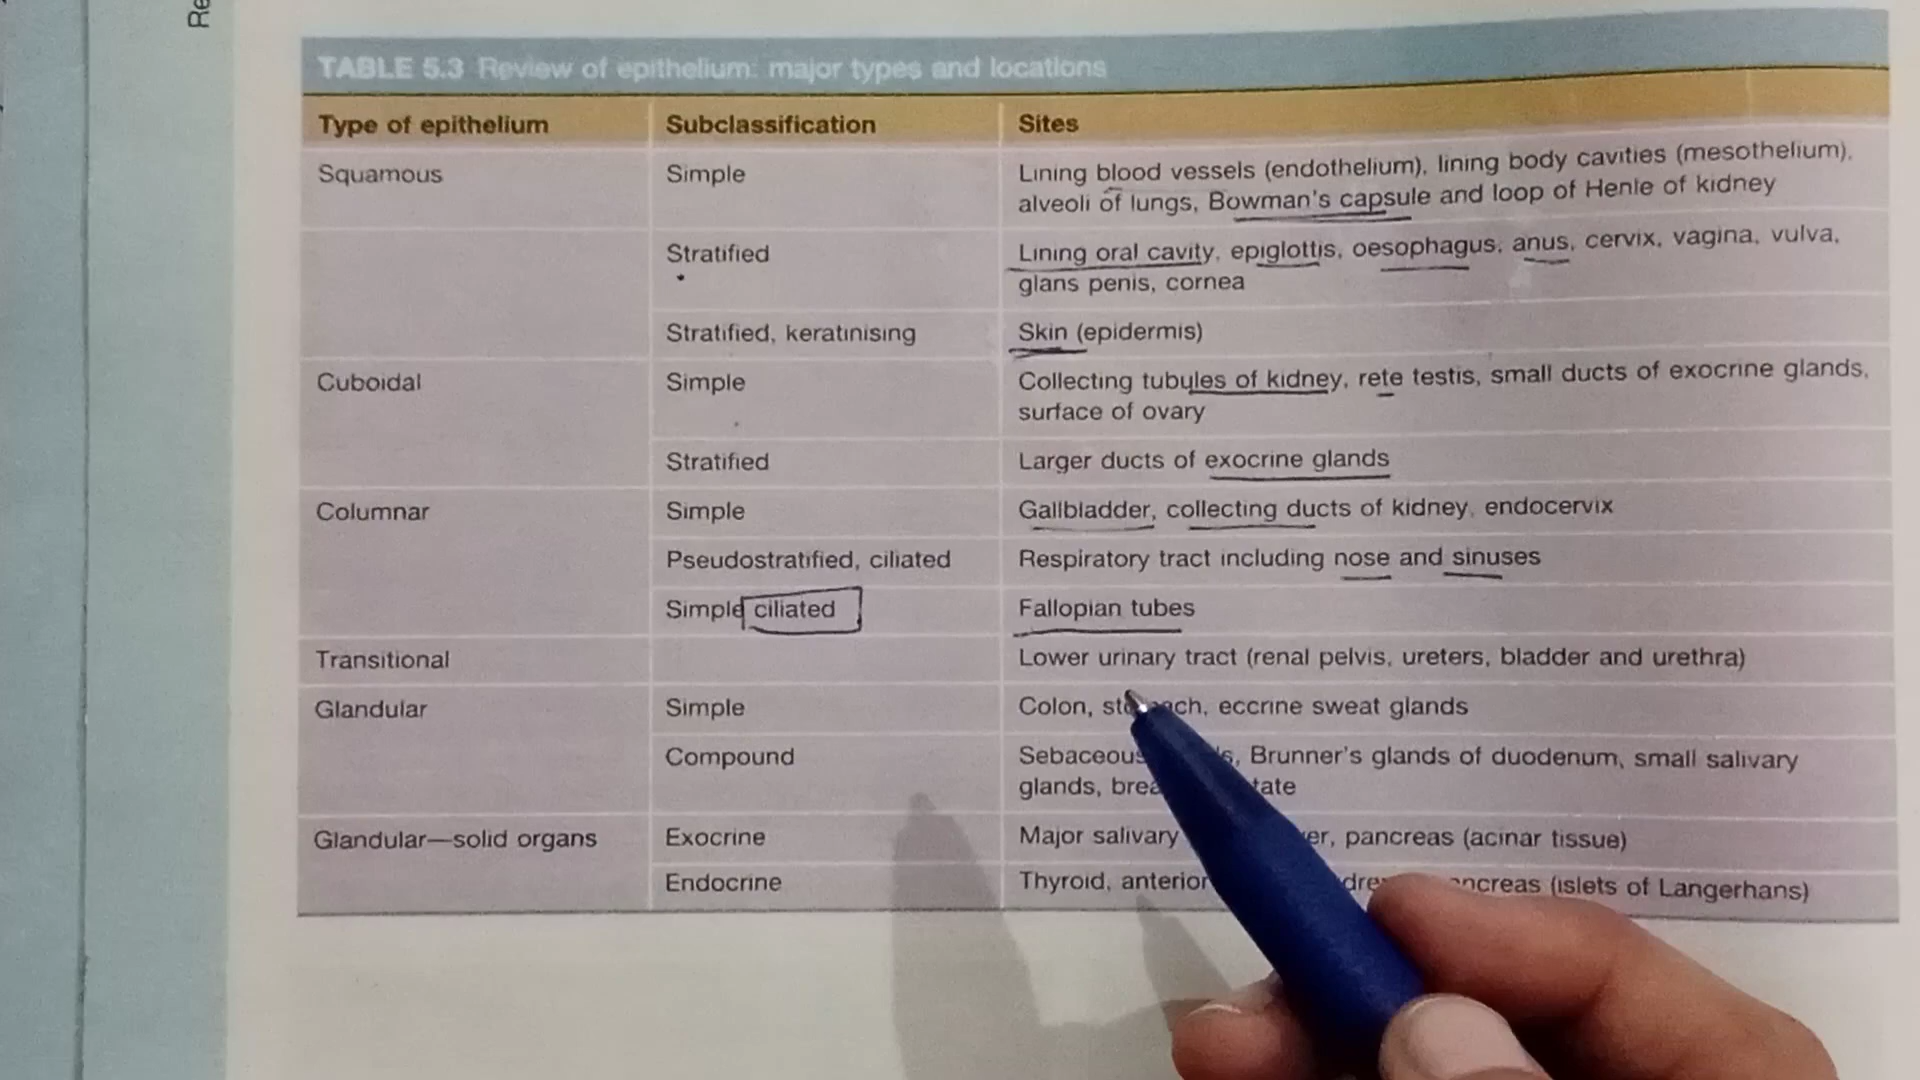 Re
TABLE 5.3 Review of epithelium: major types and locations
Type of epithelium Subclassification Sites
Squamous Simple Lining blood vessels (endothelium), lining body cavities (mesothelium),
alveoli of lungs, Bowman's capsule and loop of Henle of kidney
Stratified Lining oral cavity, epiglottis, oesophagus, anus, cervix, vagina, vulva,
glans penis, cornea
Stratified, keratinising Skin (epidermis)
Cuboidal Simple Collecting tubules of kidney, rete testis, small ducts of exocrine glands,
surface of ovary
Stratified Larger ducts of exocrine glands
Columnar Simple Gallbladder, collecting ducts of kidney, endocervix
Pseudostratified, ciliated Respiratory tract including nose and sinuses
Simple ciliated Fallopian tubes
Transitional Lower urinary tract (renal pelvis, ureters, bladder and urethra)
Glandular Simple Colon, eccrine sweat glands
Compound Sebaceous Brunner's glands of duodenum, small salivary
glands,
Glandular—solid organs Exocrine Major salivary pancreas (acinar tissue)
Endocrine Thyroid, anterior (islets of Langerhans)